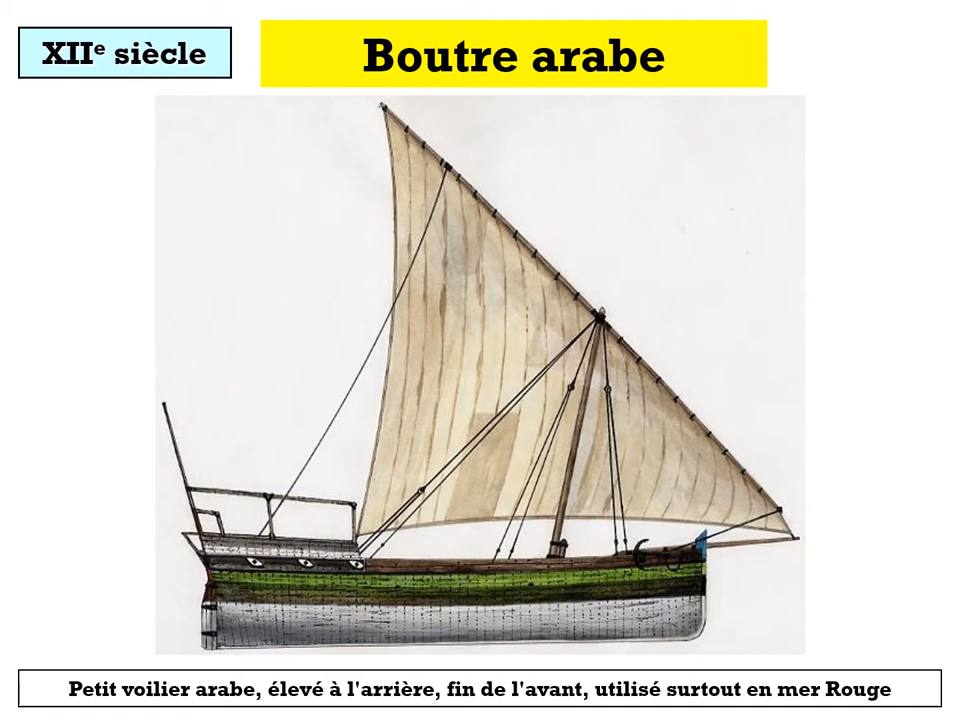 XIIᵉ siècle
Boutre arabe
Petit voilier arabe, élevé à l'arrière, fin de l'avant, utilisé surtout en mer Rouge